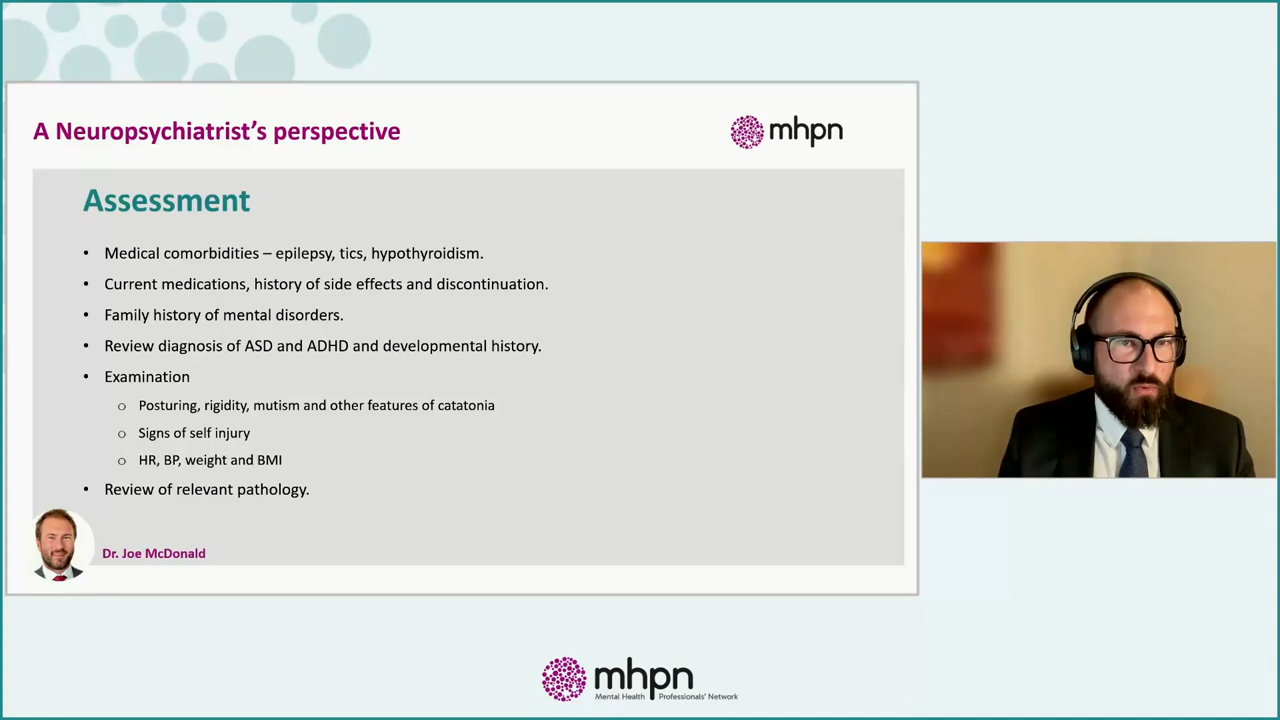 A Neuropsychiatrist’s perspective
mhpn
Assessment
• Medical comorbidities – epilepsy, tics, hypothyroidism.
• Current medications, history of side effects and discontinuation.
• Family history of mental disorders.
• Review diagnosis of ASD and ADHD and developmental history.
• Examination
o Posturing, rigidity, mutism and other features of catatonia
o Signs of self injury
o HR, BP, weight and BMI
• Review of relevant pathology.
Dr. Joe McDonald
mhpn
Mental Health Professionals’ Network